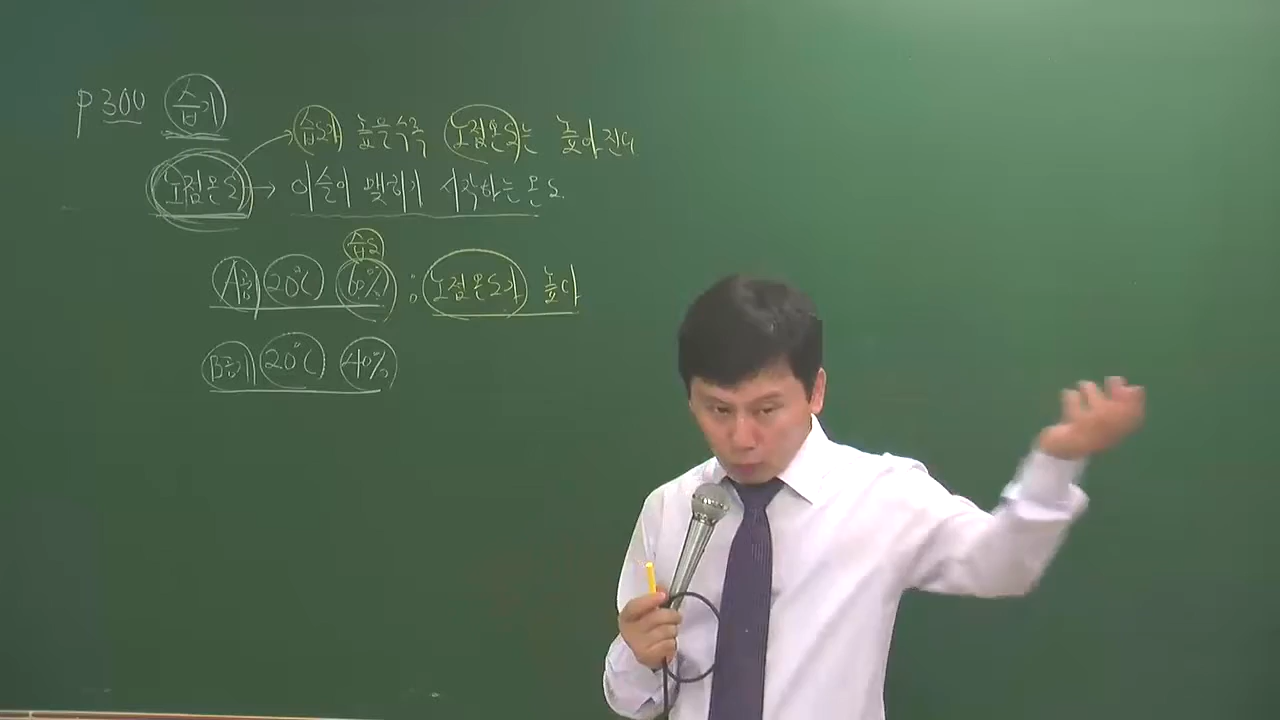 P300 습기
습도가 높을수록 노점온도는 높아진다
노점온도 → 이슬이 맺히기 시작하는 온도.
습도
A공기 20℃ 60% : 노점온도가 높다
B공기 20℃ 40%